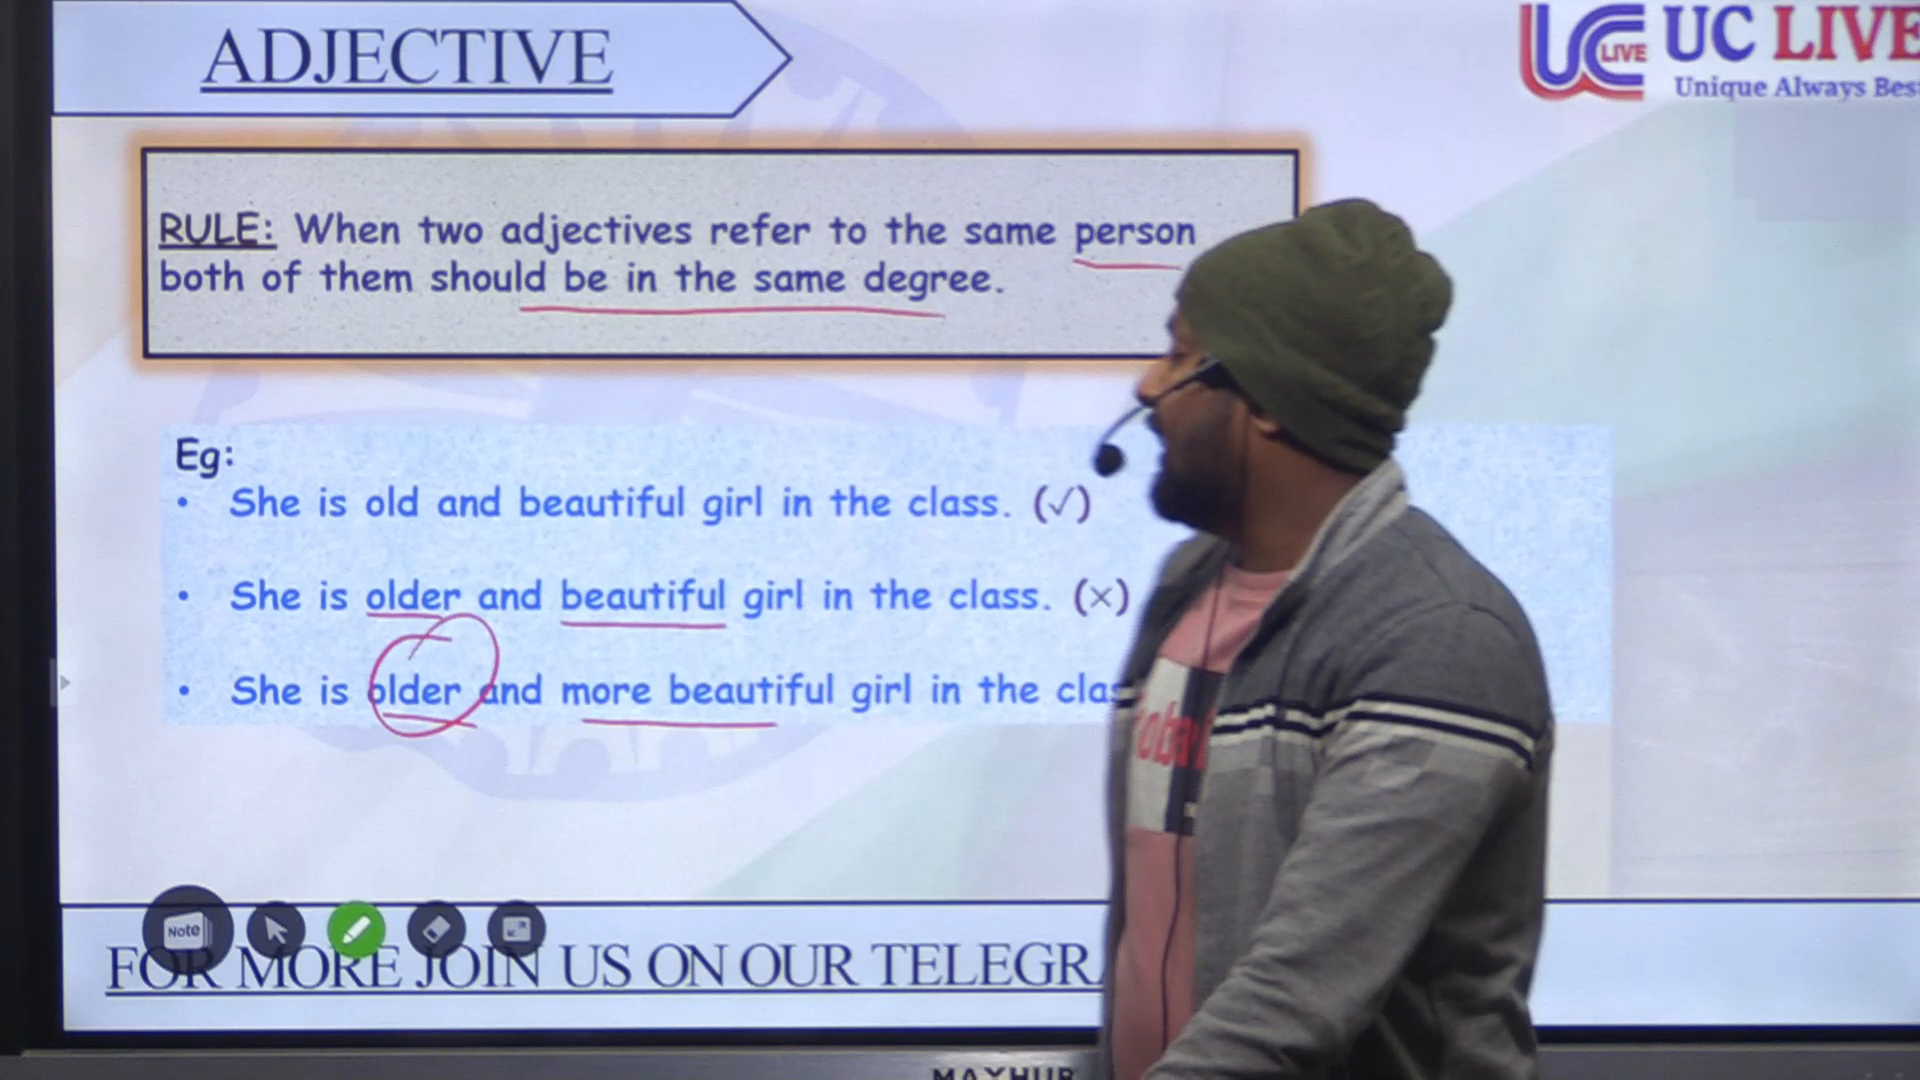 ADJECTIVE
LIVE
UC LIVE
Unique Always Best
RULE: When two adjectives refer to the same person
both of them should be in the same degree.
Eg:
• She is old and beautiful girl in the class. (✓)
• She is older and beautiful girl in the class. (×)
• She is older and more beautiful girl in the
Note
FOR MORE JOIN US ON OUR
MAXHUB